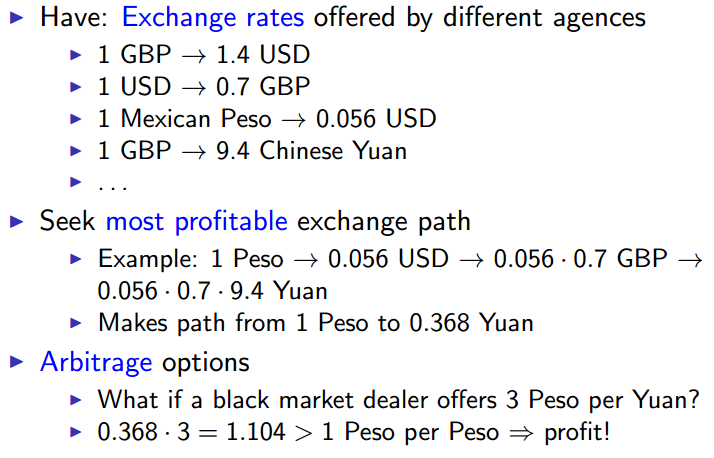 ▶ Have: Exchange rates offered by different agences
▶ 1 GBP → 1.4 USD
▶ 1 USD → 0.7 GBP
▶ 1 Mexican Peso → 0.056 USD
▶ 1 GBP → 9.4 Chinese Yuan
▶ ...
▶ Seek most profitable exchange path
▶ Example: 1 Peso → 0.056 USD → 0.056 · 0.7 GBP →
0.056 · 0.7 · 9.4 Yuan
▶ Makes path from 1 Peso to 0.368 Yuan
▶ Arbitrage options
▶ What if a black market dealer offers 3 Peso per Yuan?
▶ 0.368 · 3 = 1.104 > 1 Peso per Peso ⇒ profit!